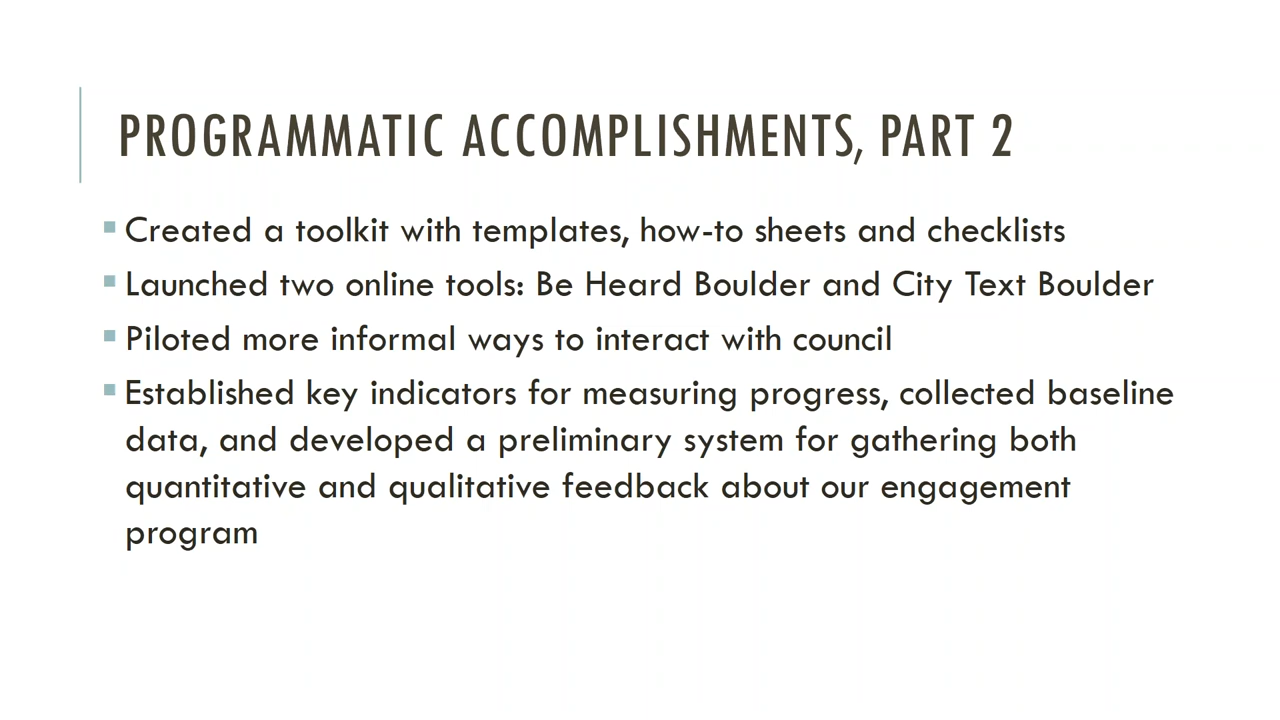 PROGRAMMATIC ACCOMPLISHMENTS, PART 2
Created a toolkit with templates, how-to sheets and checklists
Launched two online tools: Be Heard Boulder and City Text Boulder
Piloted more informal ways to interact with council
Established key indicators for measuring progress, collected baseline
data, and developed a preliminary system for gathering both
quantitative and qualitative feedback about our engagement
program